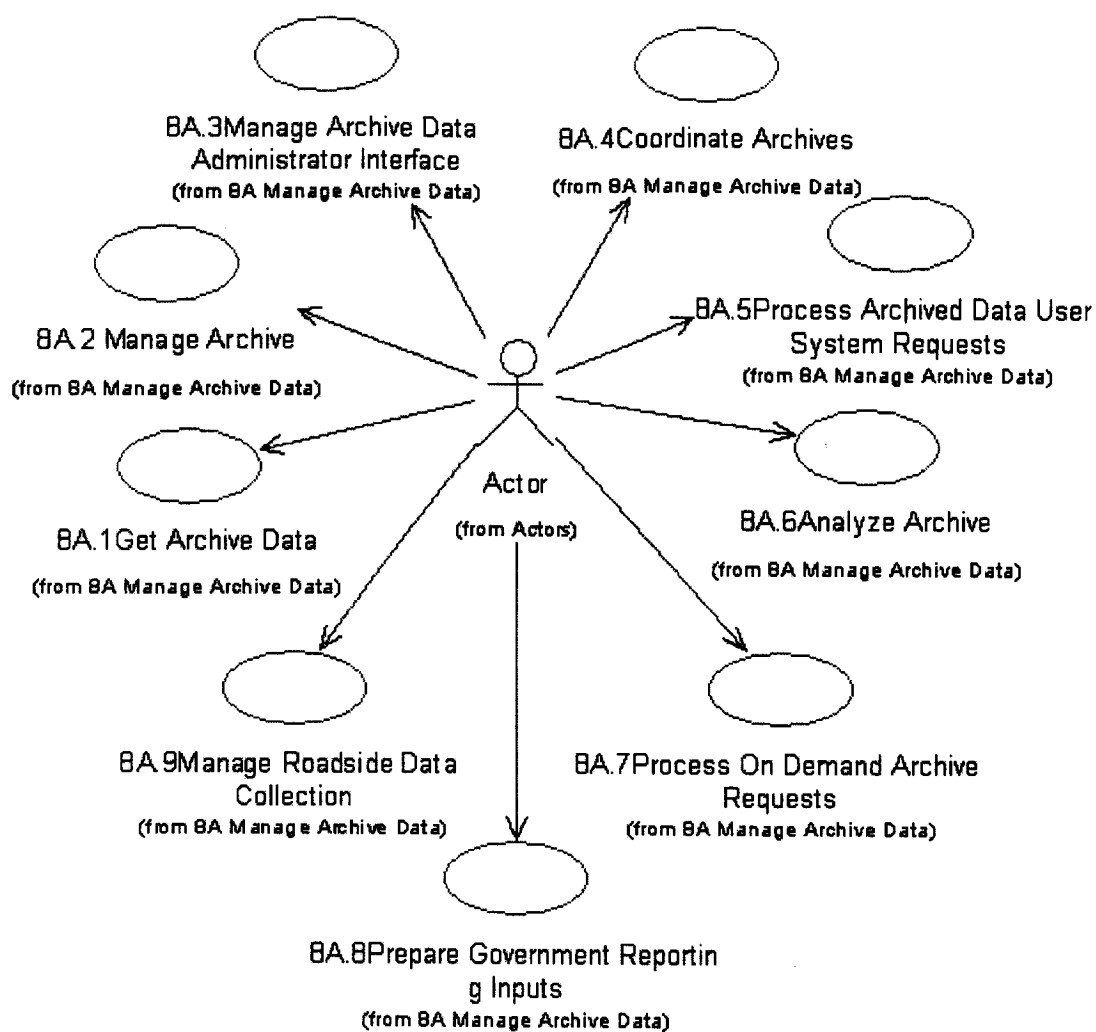 8A.3Manage Archive Data
Administrator Interface
(from 8A Manage Archive Data)
8A.4Coordinate Archives
(from 8A Manage Archive Data)
8A.2 Manage Archive
(from 8A Manage Archive Data)
8A.5Process Archived Data User
System Requests
(from 8A Manage Archive Data)
8A.1Get Archive Data
(from 8A Manage Archive Data)
Actor
(from Actors)
8A.6Analyze Archive
(from 8A Manage Archive Data)
8A.9Manage Roadside Data
Collection
(from 8A Manage Archive Data)
8A.7Process On Demand Archive
Requests
(from 8A Manage Archive Data)
8A.8Prepare Government Reportin
g Inputs
(from 8A Manage Archive Data)